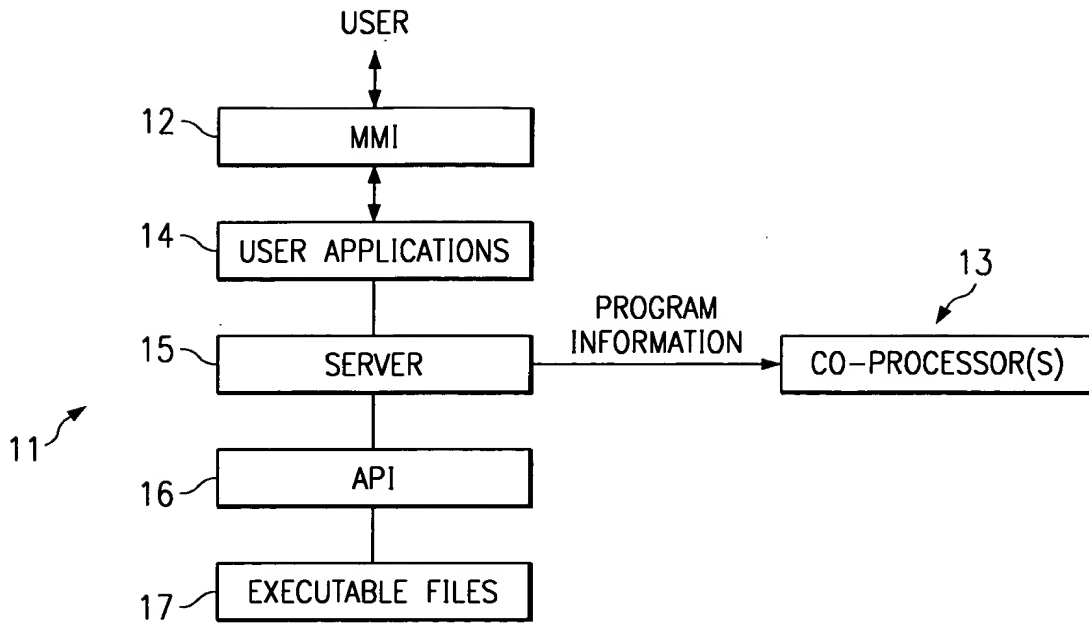 USER
12
MMI
14
USER APPLICATIONS
13
PROGRAM
INFORMATION
15
SERVER
CO-PROCESSOR(S)
11
16
API
17
EXECUTABLE FILES